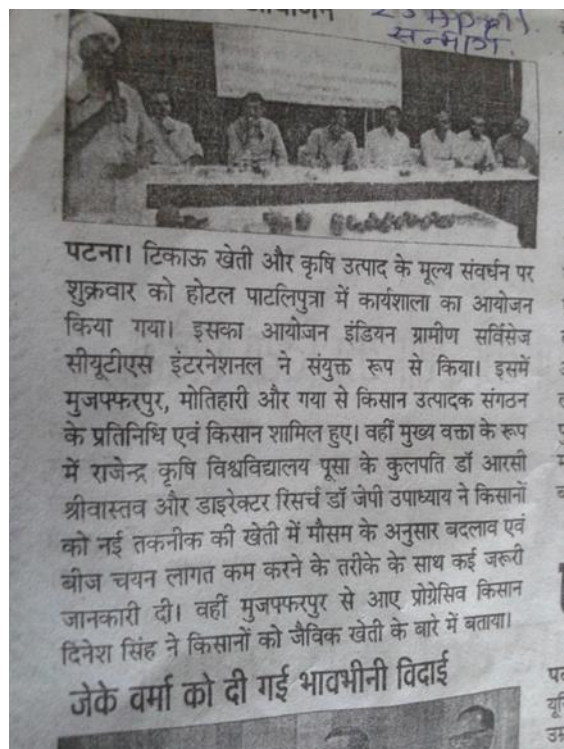 सन्मार्ग.
पटना। टिकाऊ खेती और कृषि उत्पाद के मूल्य संवर्धन पर
शुक्रवार को होटल पाटलिपुत्रा में कार्यशाला का आयोजन
किया गया। इसका आयोजन इंडियन ग्रामीण सर्विसेज
सीयूटीएस इंटरनेशनल ने संयुक्त रूप से किया। इसमें
मुजफ्फरपुर, मोतिहारी और गया से किसान उत्पादक संगठन
के प्रतिनिधि एवं किसान शामिल हुए। वहीं मुख्य वक्ता के रूप
में राजेन्द्र कृषि विश्वविद्यालय पूसा के कुलपति डॉ आरसी
श्रीवास्तव और डाइरेक्टर रिसर्च डॉ जेपी उपाध्याय ने किसानों
को नई तकनीक की खेती में मौसम के अनुसार बदलाव एवं
बीज चयन लागत कम करने के तरीके के साथ कई जरूरी
जानकारी दी। वहीं मुजफ्फरपुर से आए प्रोग्रेसिव किसान
दिनेश सिंह ने किसानों को जैविक खेती के बारे में बताया।
जेके वर्मा को दी गई भावभीनी विदाई